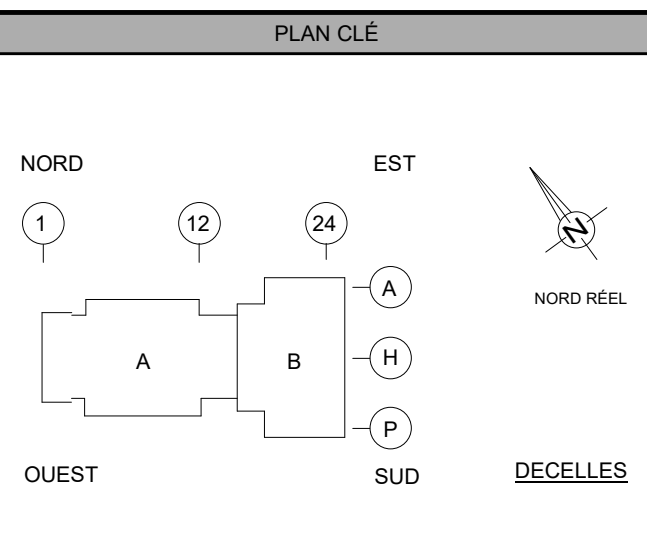 PLAN CLÉ
NORD
EST
1
12
24
A
N
NORD RÉEL
A
B
H
P
OUEST
SUD
DECELLES